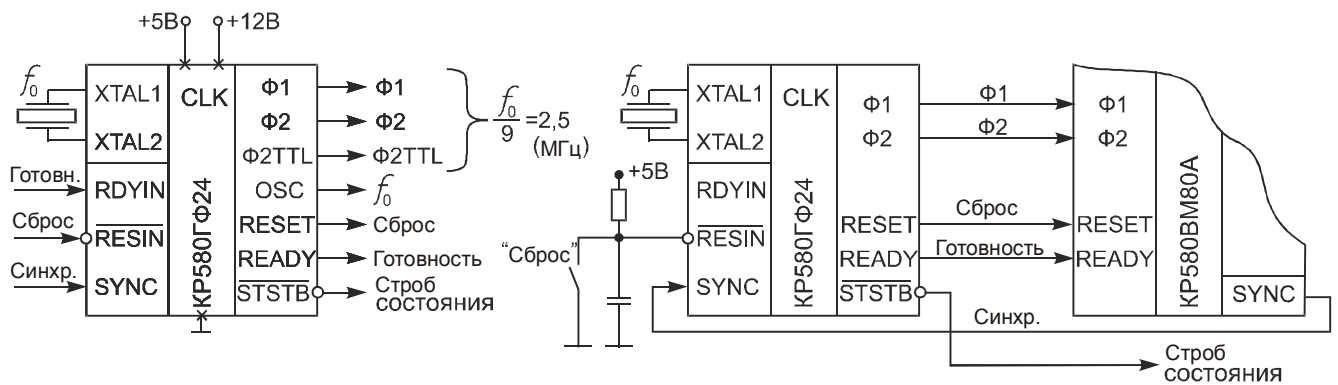 +5В +12В
f0 XTAL1 CLK Ф1 Ф1
XTAL2 Ф2 Ф2
Ф2TTL Ф2TTL
f0/9 =2,5 (МГц)
Готовн. RDYIN OSC f0
Сброс RESIN RESET Сброс
READY Готовность
Синхр. SYNC STSTB Строб
состояния
КР580ГФ24
f0 XTAL1 CLK Ф1 Ф1 Ф1
XTAL2 Ф2 Ф2 Ф2
+5В RDYIN
RESIN RESET Сброс RESET
"Сброс" READY Готовность READY
SYNC STSTB SYNC
КР580ГФ24
КР580ВМ80А
Синхр.
Строб
состояния